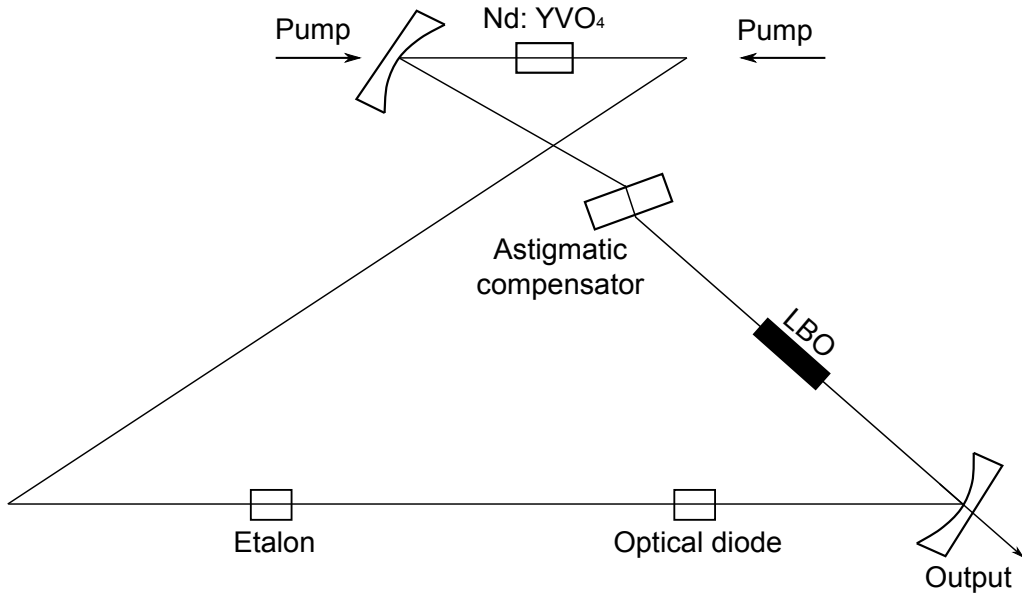 Pump
Nd: YVO₄
Pump
Astigmatic
compensator
LBO
Etalon
Optical diode
Output